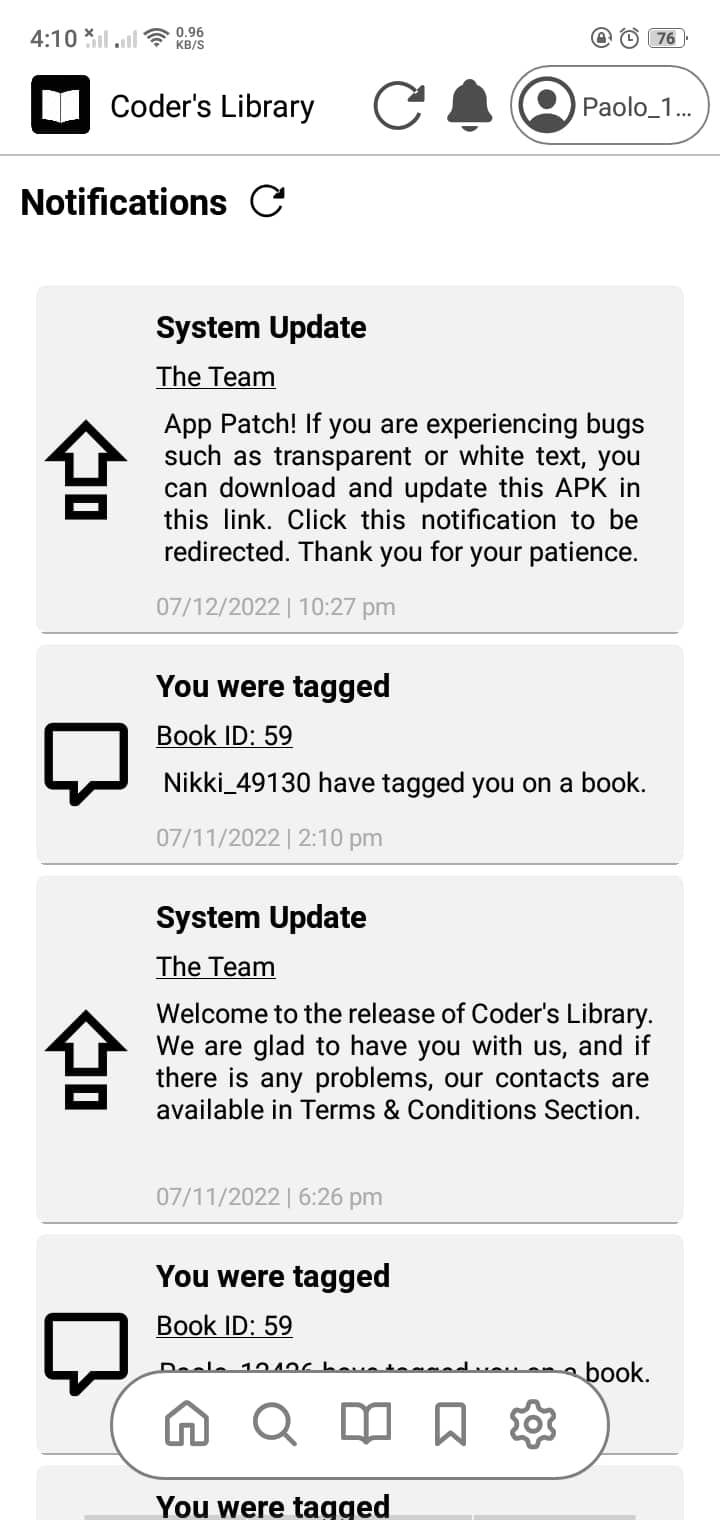 4:10
0.96
KB/S
76
Coder's Library
Paolo_1...
Notifications
System Update
The Team
App Patch! If you are experiencing bugs
such as transparent or white text, you
can download and update this APK in
this link. Click this notification to be
redirected. Thank you for your patience.
07/12/2022 | 10:27 pm
You were tagged
Book ID: 59
Nikki_49130 have tagged you on a book.
07/11/2022 | 2:10 pm
System Update
The Team
Welcome to the release of Coder's Library.
We are glad to have you with us, and if
there is any problems, our contacts are
available in Terms & Conditions Section.
07/11/2022 | 6:26 pm
You were tagged
Book ID: 59
have tagged you on a book.
You were tagged